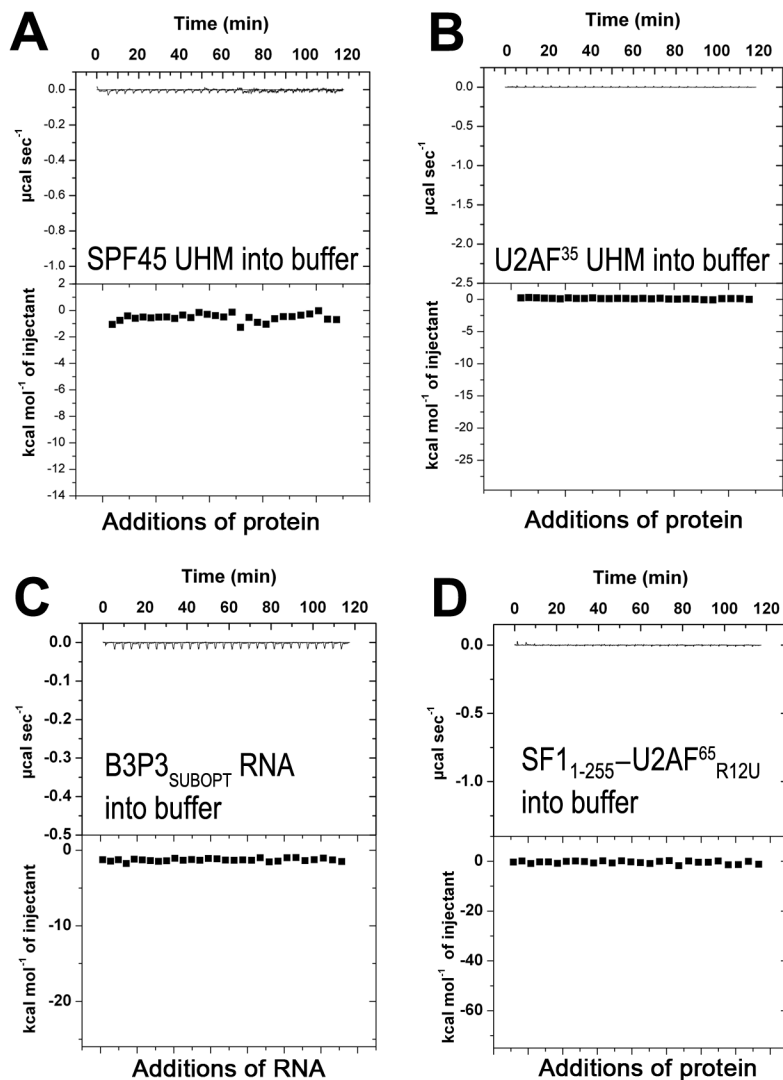 A
Time (min)
0 20 40 60 80 100 120
0.0
-0.2
-0.4
-0.6
-0.8
-1.0
µcal sec⁻¹
SPF45 UHM into buffer
2
0
-2
-4
-6
-8
-10
-12
-14
kcal mol⁻¹ of injectant
Additions of protein
B
Time (min)
0 20 40 60 80 100 120
0.0
-0.5
-1.0
-1.5
-2.0
-2.5
µcal sec⁻¹
U2AF³⁵ UHM into buffer
0
-5
-10
-15
-20
-25
kcal mol⁻¹ of injectant
Additions of protein
C
Time (min)
0 20 40 60 80 100 120
0.0
-0.1
-0.2
-0.3
-0.4
-0.5
µcal sec⁻¹
B3P3SUBOPT RNA
into buffer
0
-10
-20
kcal mol⁻¹ of injectant
Additions of RNA
D
Time (min)
0 20 40 60 80 100 120
0.0
-0.5
-1.0
µcal sec⁻¹
SF11-255–U2AF⁶⁵R12U
into buffer
0
-20
-40
-60
kcal mol⁻¹ of injectant
Additions of protein